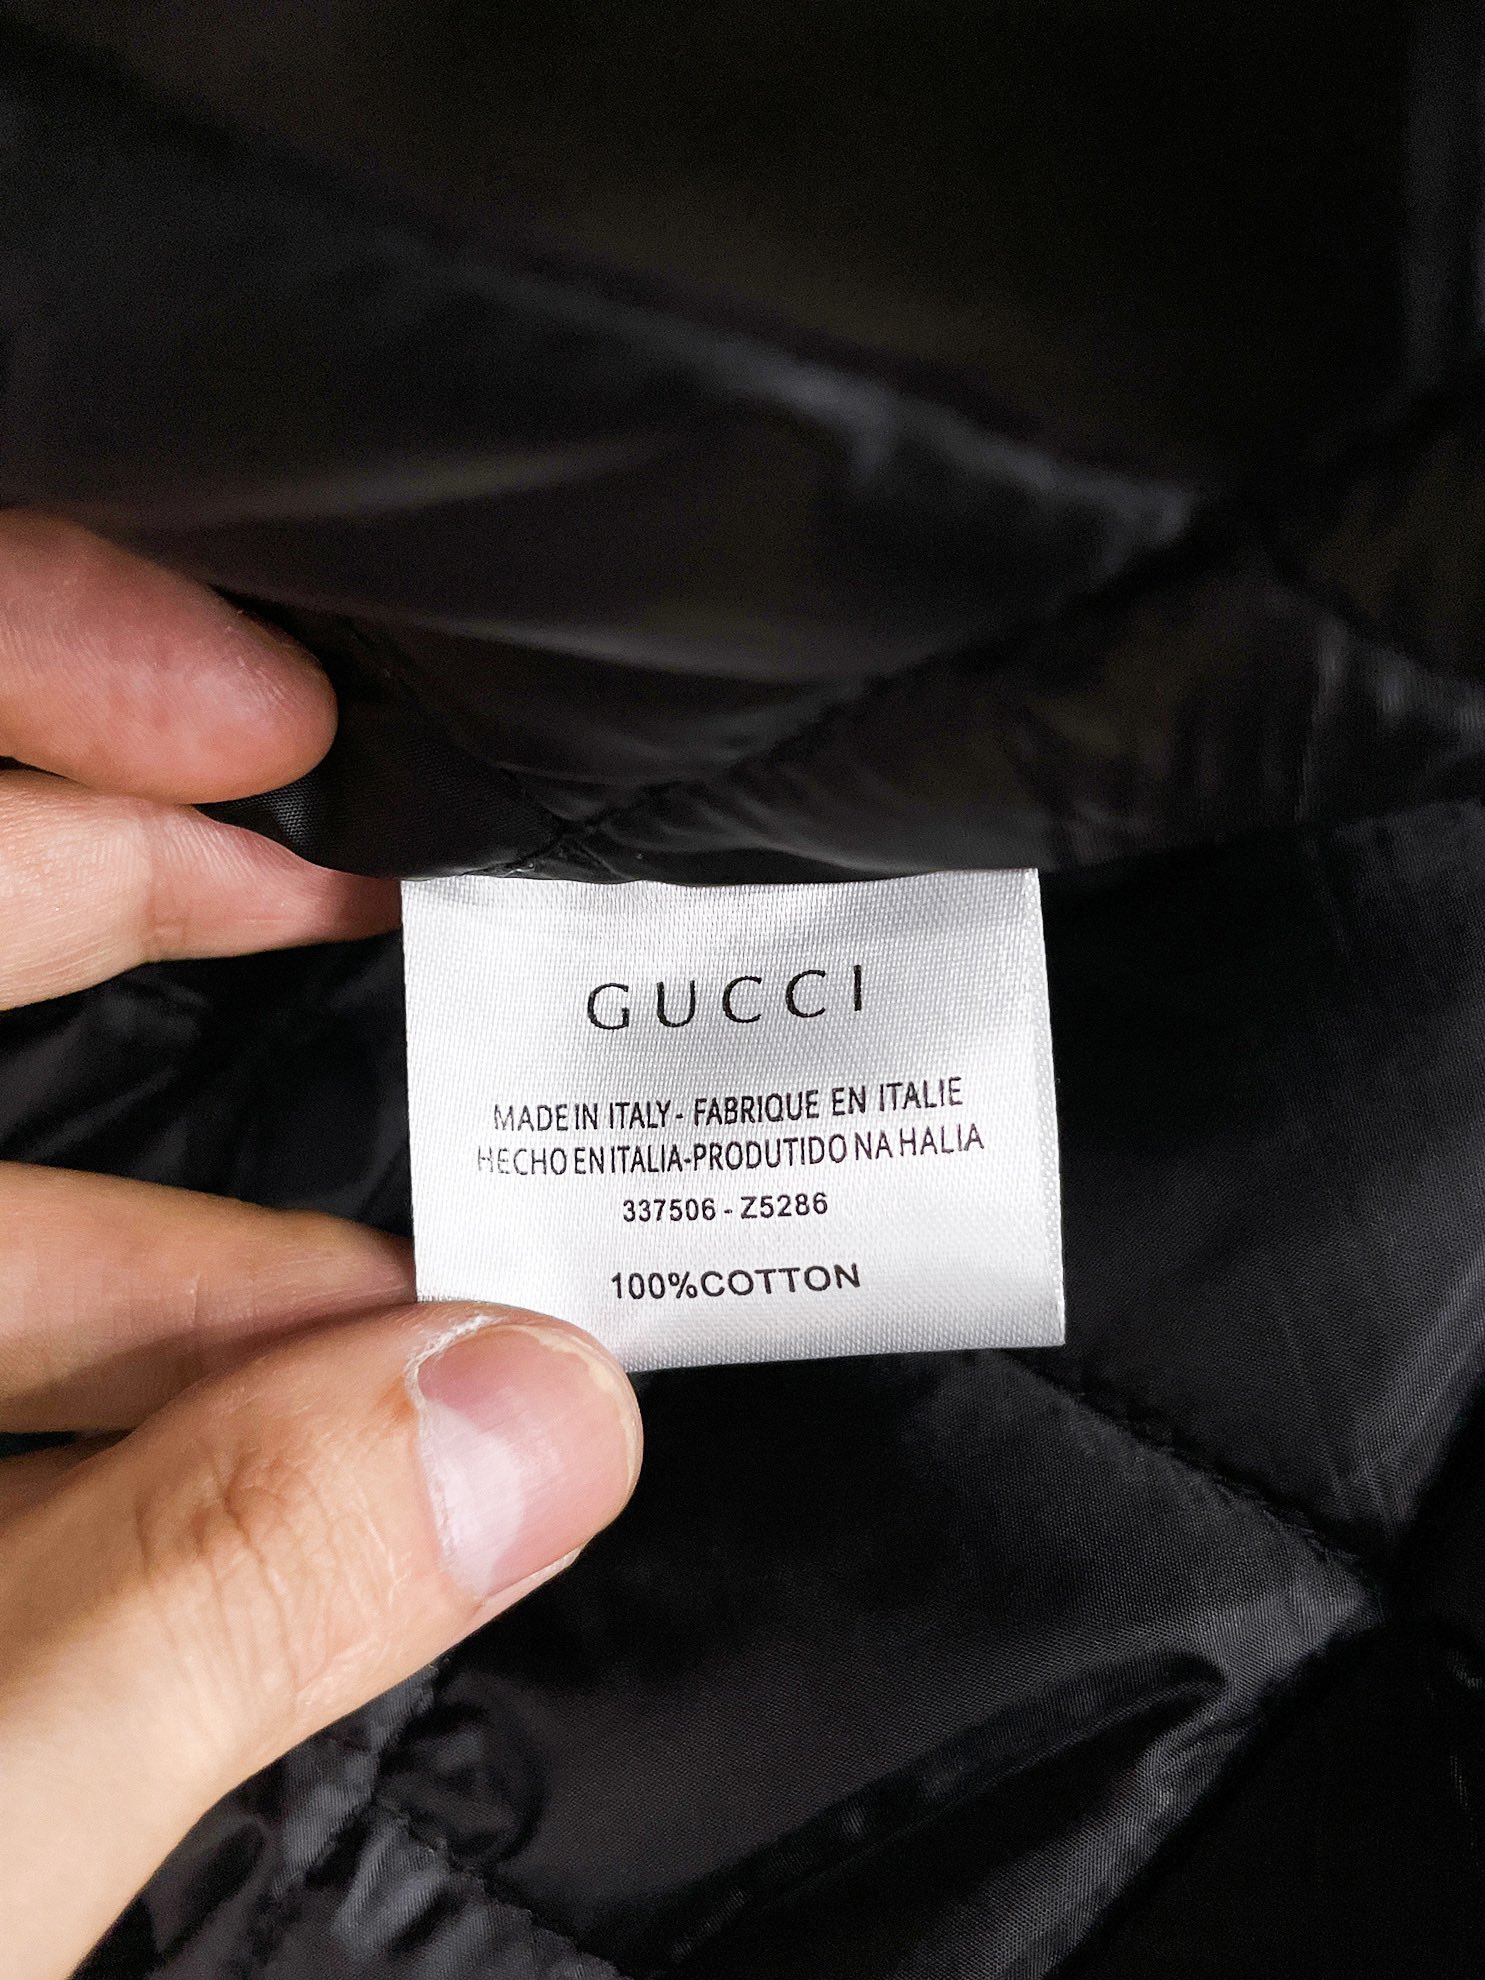 GUCCI
MADE IN ITALY - FABRIQUE EN ITALIE
HECHO EN ITALIA-PRODUTIDO NA HALIA
337506 - Z5286
100%COTTON